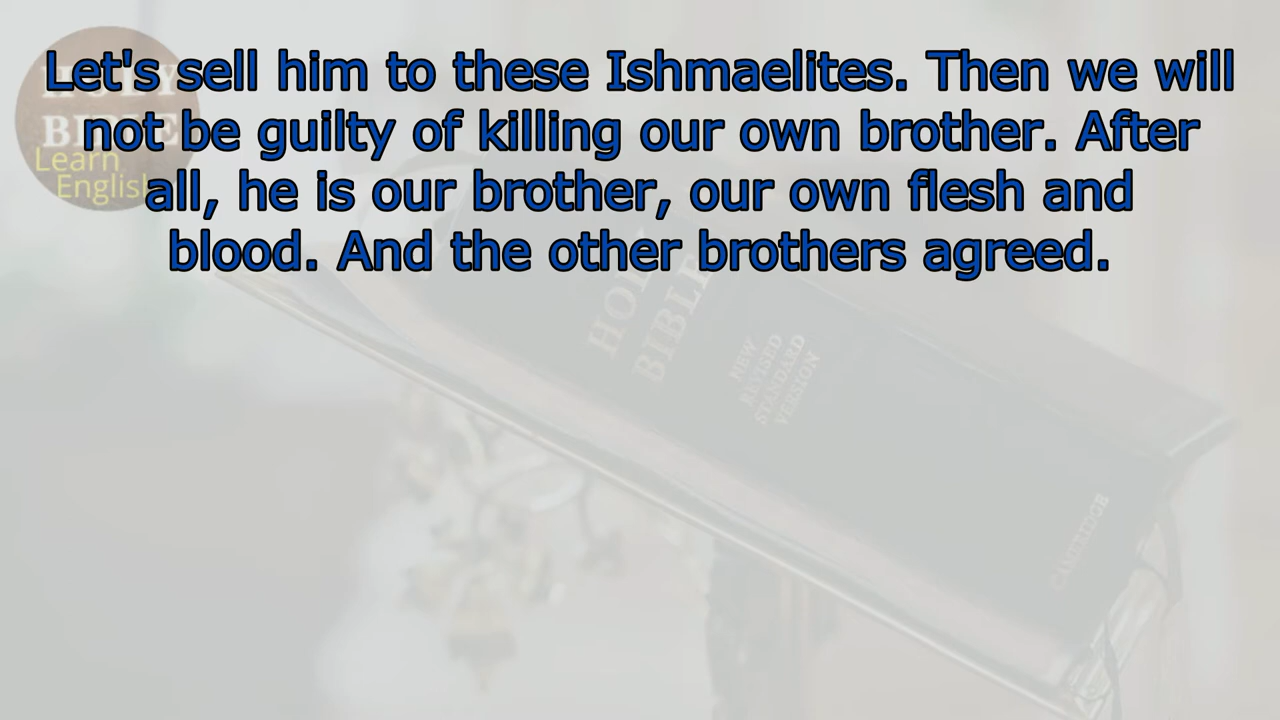 Let's sell him to these Ishmaelites. Then we will
not be guilty of killing our own brother. After
all, he is our brother, our own flesh and
blood. And the other brothers agreed.
HOLY
BIBLE
Learn
English
HOLY
BIBLE
NEW
REVISED
STANDARD
VERSION
CAMBRIDGE